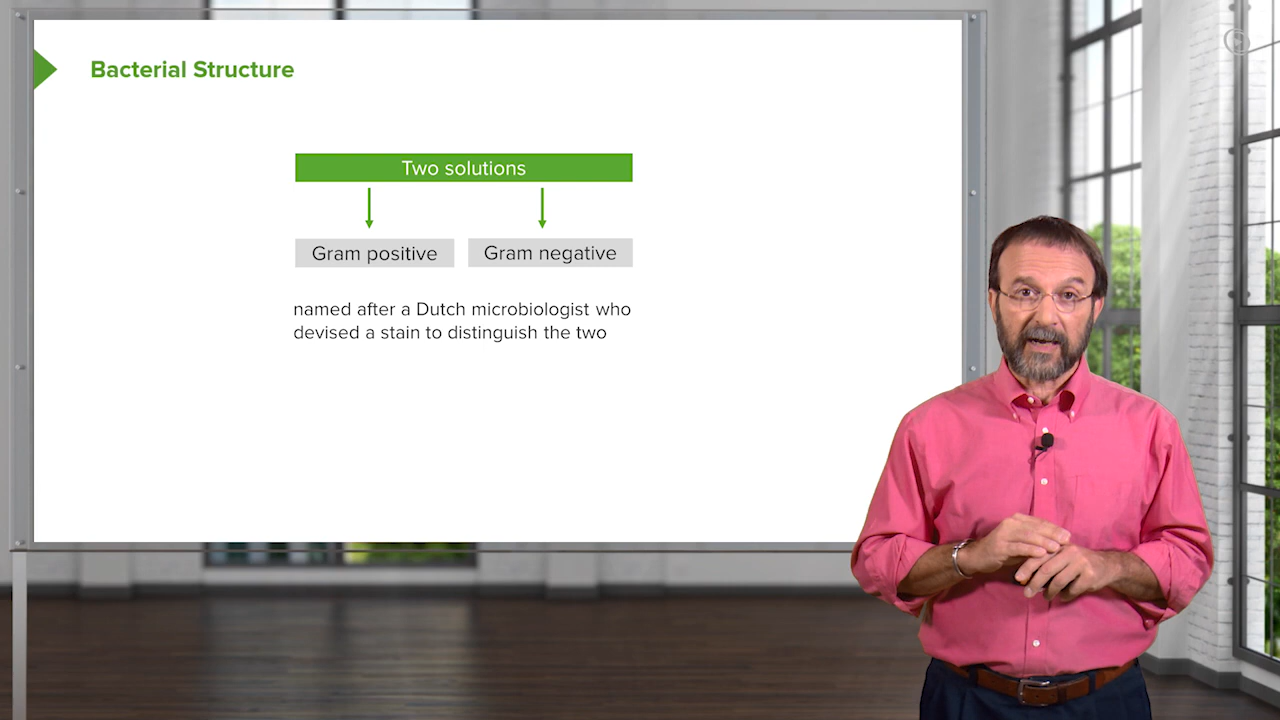 Bacterial Structure
Two solutions
Gram positive
Gram negative
named after a Dutch microbiologist who
devised a stain to distinguish the two